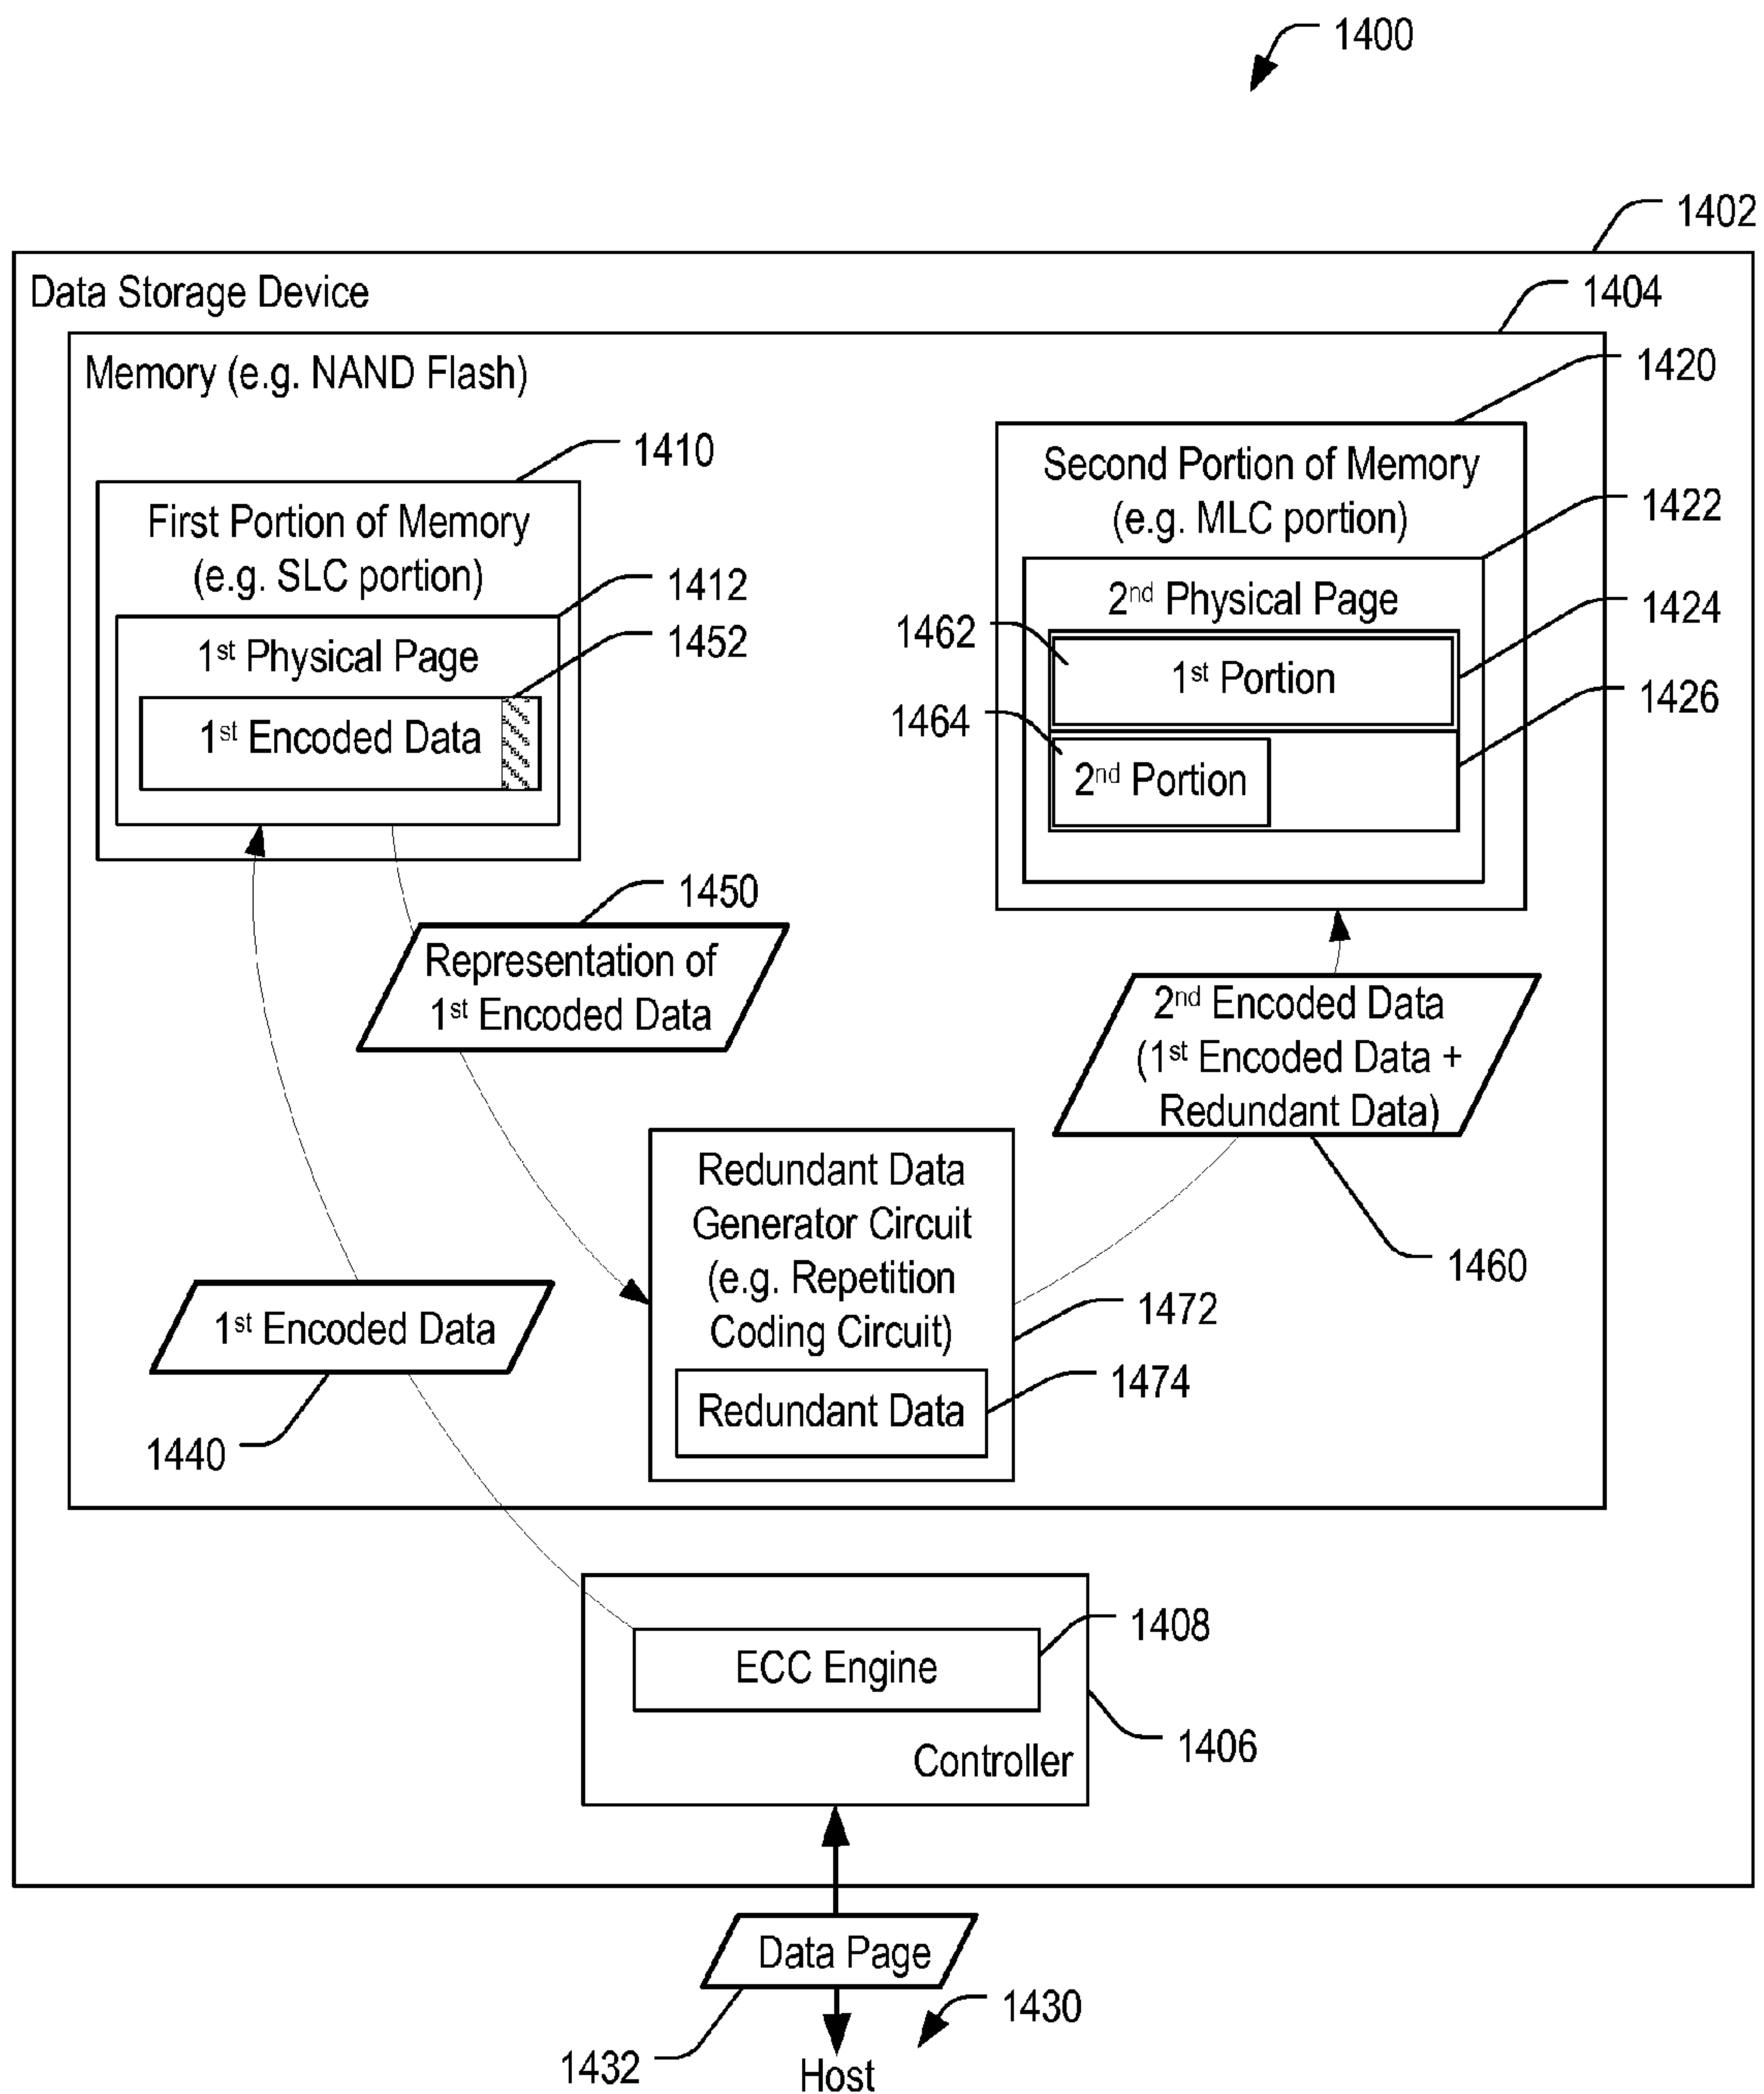 1400
1402
Data Storage Device
1404
Memory (e.g. NAND Flash)
1420
1410
Second Portion of Memory
(e.g. MLC portion)
1422
First Portion of Memory
(e.g. SLC portion)
1412
2nd Physical Page
1424
1462
1452
1st Physical Page
1st Portion
1426
1464
1st Encoded Data
2nd Portion
1450
Representation of
1st Encoded Data
2nd Encoded Data
(1st Encoded Data +
Redundant Data)
1460
Redundant Data
Generator Circuit
(e.g. Repetition
Coding Circuit)
1472
1st Encoded Data
1474
Redundant Data
1440
1408
ECC Engine
1406
Controller
Data Page
1430
1432
Host